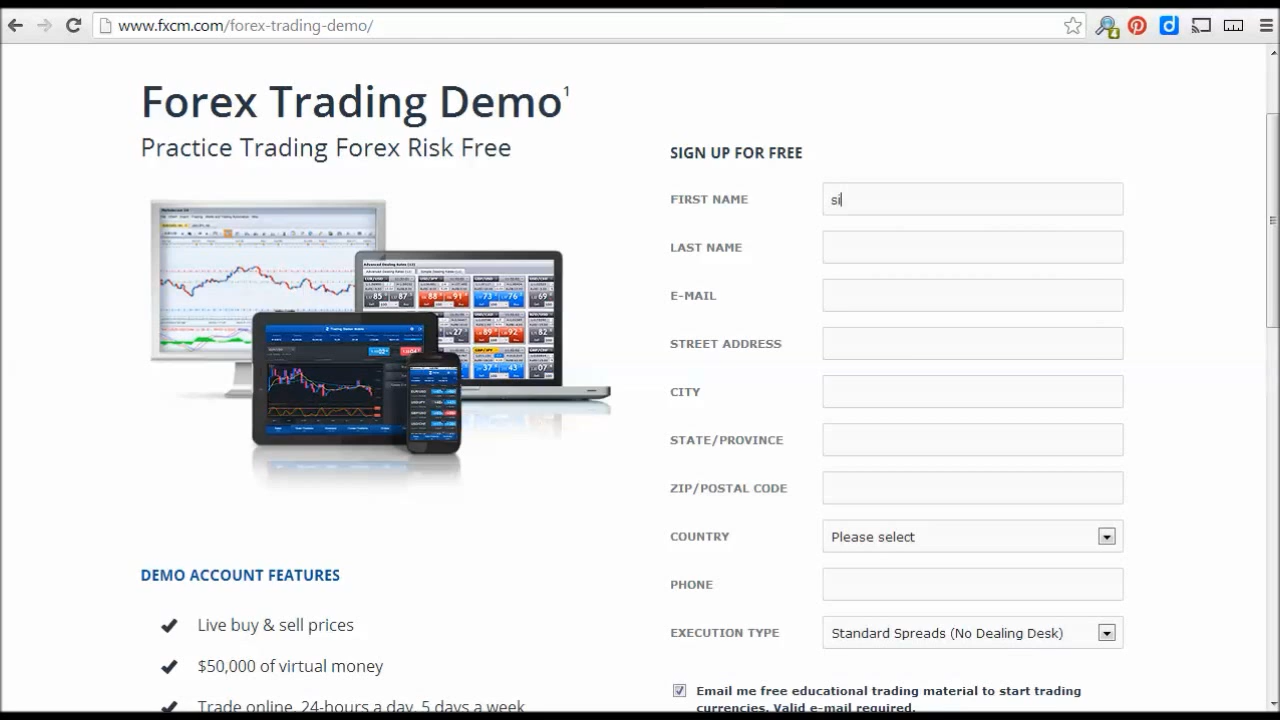 www.fxcm.com/forex-trading-demo/
Forex Trading Demo¹
Practice Trading Forex Risk Free
SIGN UP FOR FREE
FIRST NAME
si
LAST NAME
E-MAIL
STREET ADDRESS
CITY
STATE/PROVINCE
ZIP/POSTAL CODE
COUNTRY
Please select
PHONE
EXECUTION TYPE
Standard Spreads (No Dealing Desk)
Email me free educational trading material to start trading
currencies. Valid e-mail required.
DEMO ACCOUNT FEATURES
Live buy & sell prices
$50,000 of virtual money
Trade online, 24-hours a day, 5 days a week